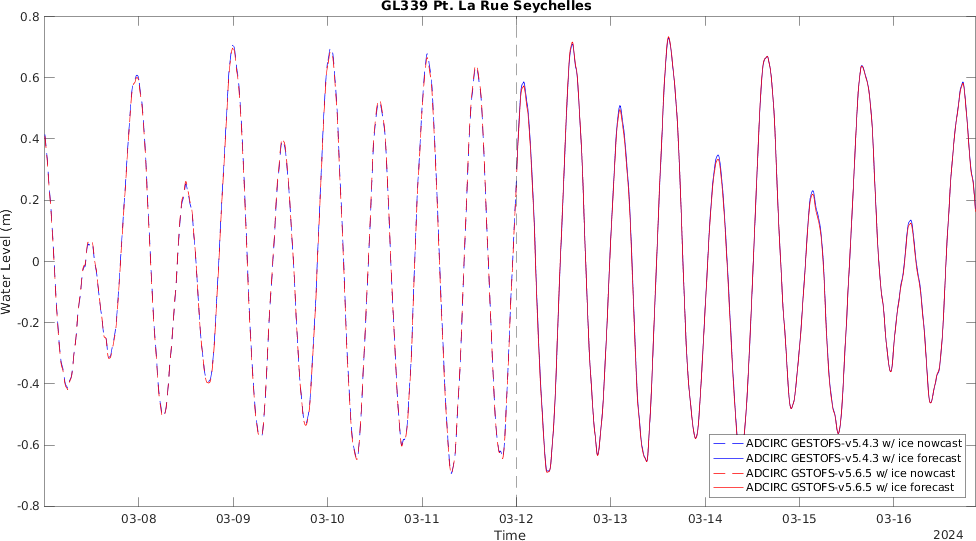 GL339 Pt. La Rue Seychelles
0.8
0.6
0.4
0.2
0
-0.2
-0.4
-0.6
-0.8
Water Level (m)
ADCIRC GESTOFS-v5.4.3 w/ ice nowcast
ADCIRC GESTOFS-v5.4.3 w/ ice forecast
ADCIRC GSTOFS-v5.6.5 w/ ice nowcast
ADCIRC GSTOFS-v5.6.5 w/ ice forecast
03-08 03-09 03-10 03-11 03-12 03-13 03-14 03-15 03-16
Time
2024